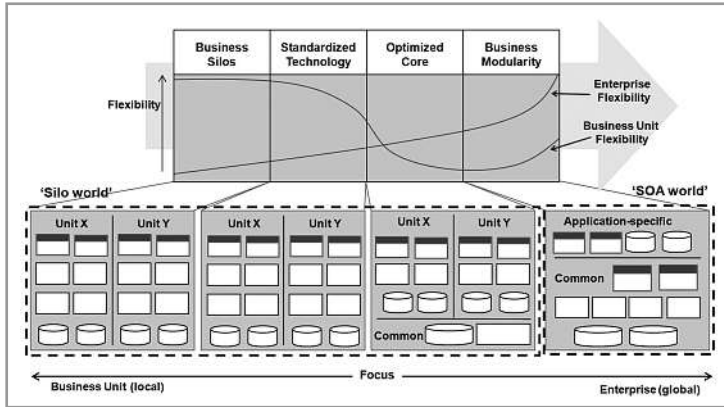 Business Silos
Standardized Technology
Optimized Core
Business Modularity
Flexibility
Enterprise Flexibility
Business Unit Flexibility
'Silo world'
'SOA world'
Unit X
Unit Y
Unit X
Unit Y
Unit X
Unit Y
Common
Application-specific
Common
Focus
Business Unit (local)
Enterprise (global)